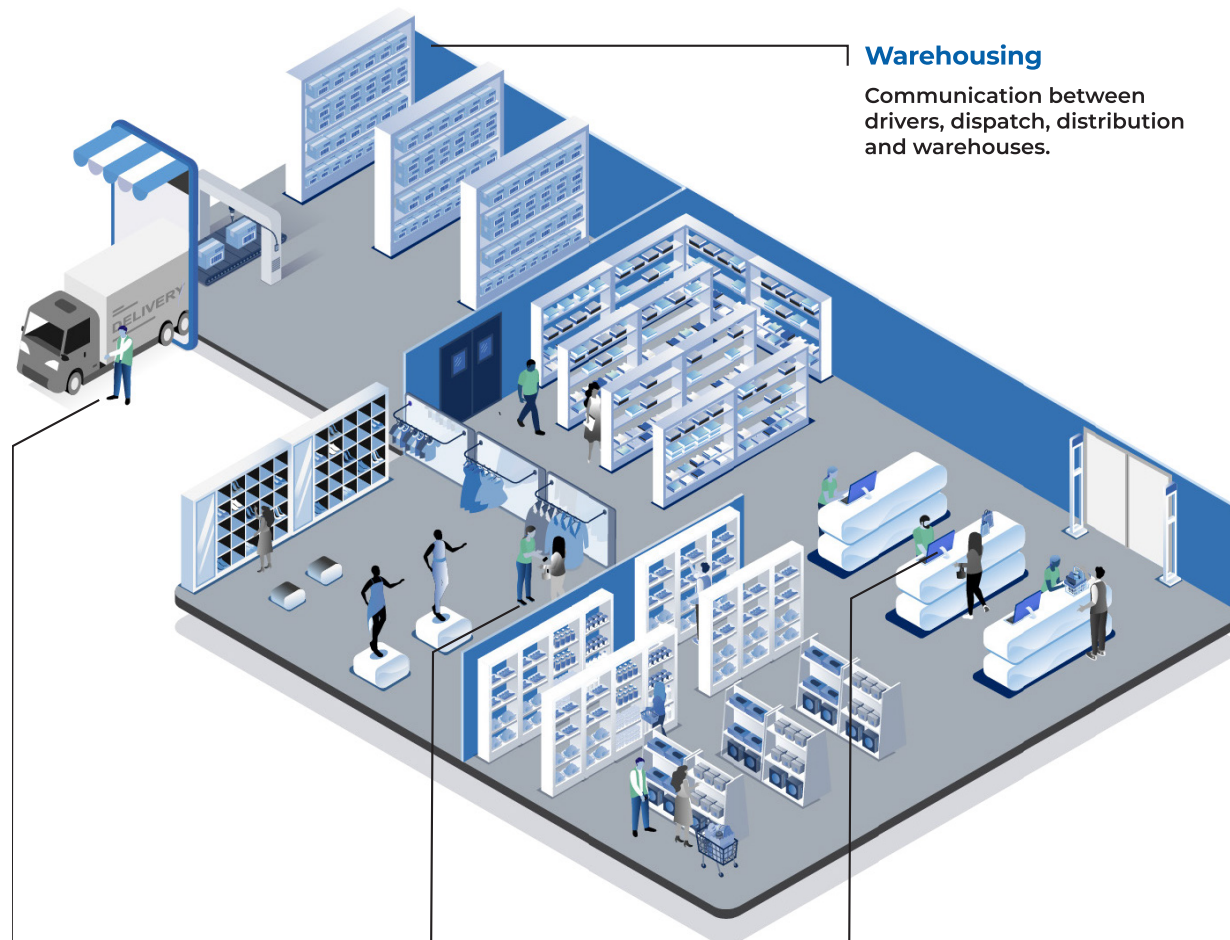 Warehousing
Communication between
drivers, dispatch, distribution
and warehouses.
DELIVERY